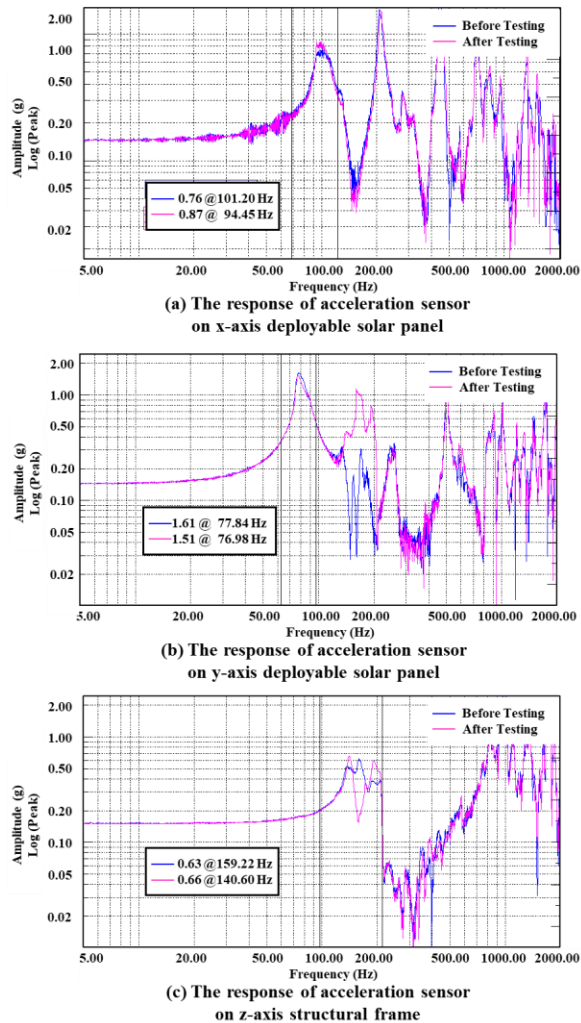 2.00
1.00
0.50
0.20
0.10
0.05
0.02
Amplitude (g)
Log (Peak)
Before Testing
After Testing
0.76 @101.20 Hz
0.87 @ 94.45 Hz
5.00 20.00 50.00 100.00 200.00 500.00 1000.00 2000.00
Frequency (Hz)
(a) The response of acceleration sensor
on x-axis deployable solar panel
2.00
1.00
0.50
0.20
0.10
0.05
0.02
Amplitude (g)
Log (Peak)
Before Testing
After Testing
1.61 @ 77.84 Hz
1.51 @ 76.98 Hz
5.00 20.00 50.00 100.00 200.00 500.00 1000.00 2000.00
Frequency (Hz)
(b) The response of acceleration sensor
on y-axis deployable solar panel
2.00
1.00
0.50
0.20
0.10
0.05
0.02
Amplitude (g)
Log (Peak)
Before Testing
After Testing
0.63 @159.22 Hz
0.66 @140.60 Hz
5.00 20.00 50.00 100.00 200.00 500.00 1000.00 2000.00
Frequency (Hz)
(c) The response of acceleration sensor
on z-axis structural frame